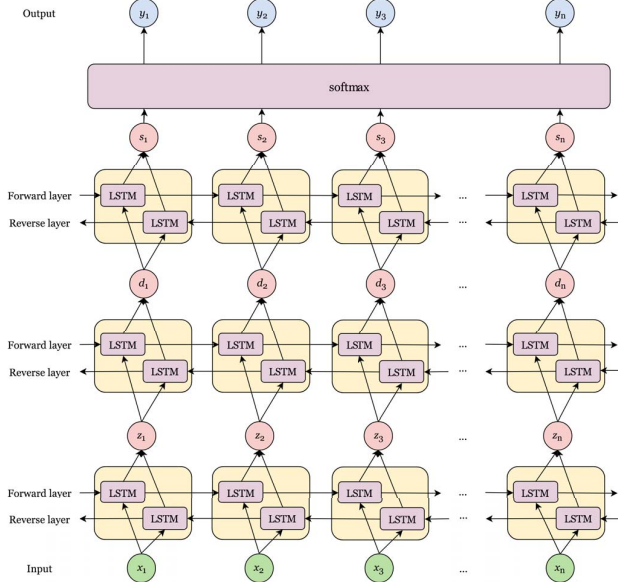 Output y₁ y₂ y₃ yₙ
softmax
s₁ s₂ s₃ sₙ
Forward layer LSTM LSTM LSTM ... LSTM
Reverse layer LSTM LSTM LSTM ... LSTM
d₁ d₂ d₃ ... dₙ
Forward layer LSTM LSTM LSTM ... LSTM
Reverse layer LSTM LSTM LSTM ... LSTM
z₁ z₂ z₃ ... zₙ
Forward layer LSTM LSTM LSTM ... LSTM
Reverse layer LSTM LSTM LSTM ... LSTM
Input x₁ x₂ x₃ ... xₙ